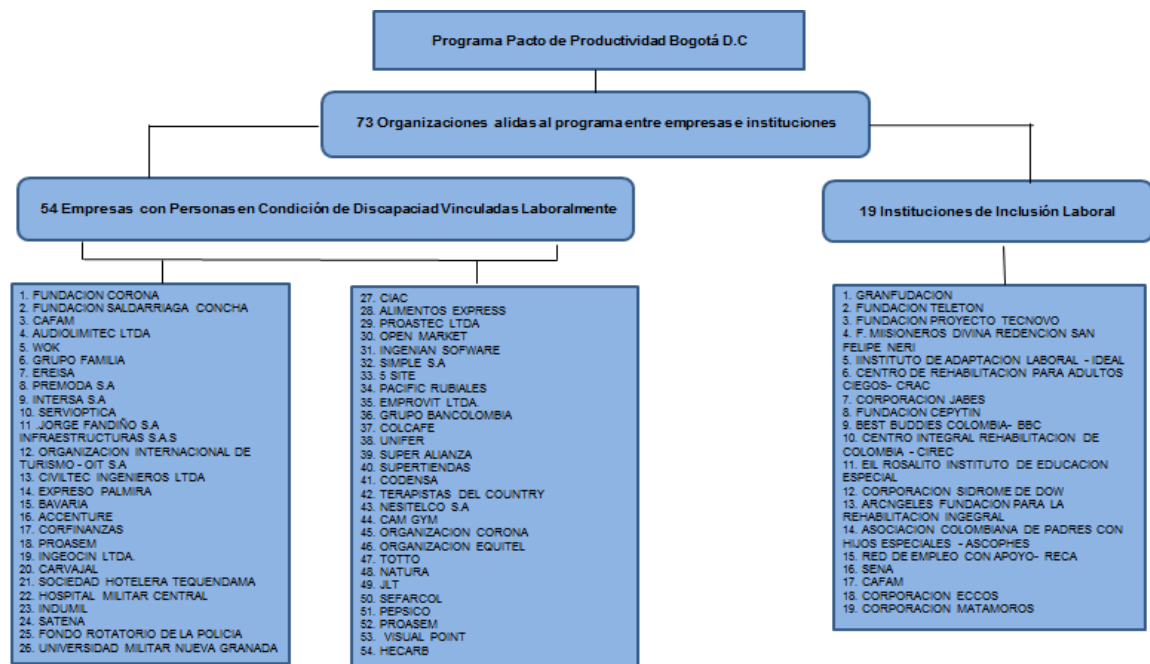 Programa Pacto de Productividad Bogotá D.C
73 Organizaciones alidas al programa entre empresas e instituciones
54 Empresas con Personas en Condición de Discapaciad Vinculadas Laboralmente
19 Instituciones de Inclusión Laboral
1. FUNDACION CORONA
2. FUNDACION SALDARRIAGA CONCHA
3. CAFAM
4. AUDIOLIMITEC LTDA
5. WOK
6. GRUPO FAMILIA
7. EREISA
8. PREMODA S.A
9. INTERSA S.A
10. SERVIOPTICA
11. JORGE FANDIÑO S.A
INFRAESTRUCTURAS S.A.S
12. ORGANIZACION INTERNACIONAL DE
TURISMO - OIT S.A
13. CIVILTEC INGENIEROS LTDA
14. EXPRESO PALMIRA
15. BAVARIA
16. ACCENTURE
17. CORFINANZAS
18. PROASEM
19. INGEOCIN LTDA.
20. CARVAJAL
21. SOCIEDAD HOTELERA TEQUENDAMA
22. HOSPITAL MILITAR CENTRAL
23. INDUMIL
24. SATENA
25. FONDO ROTATORIO DE LA POLICIA
26. UNIVERSIDAD MILITAR NUEVA GRANADA
27. CIAC
28. ALIMENTOS EXPRESS
29. PROASTEC LTDA
30. OPEN MARKET
31. INGENIAN SOFWARE
32. SIMPLE S.A
33. 5 SITE
34. PACIFIC RUBIALES
35. EMPROVIT LTDA.
36. GRUPO BANCOLOMBIA
37. COLCAFE
38. UNIFER
39. SUPER ALIANZA
40. SUPERTIENDAS
41. CODENSA
42. TERAPISTAS DEL COUNTRY
43. NESITELCO S.A
44. CAM GYM
45. ORGANIZACION CORONA
46. ORGANIZACION EQUITEL
47. TOTTO
48. NATURA
49. JLT
50. SEFARCOL
51. PEPSICO
52. PROASEM
53. VISUAL POINT
54. HECARB
1. GRANFUDACION
2. FUNDACION TELETON
3. FUNDACION PROYECTO TECNOVO
4. F. MIISIONEROS DIVINA REDENCION SAN
FELIPE NERI
5. IINSTITUTO DE ADAPTACION LABORAL - IDEAL
6. CENTRO DE REHABILITACION PARA ADULTOS
CIEGOS- CRAC
7. CORPORACION JABES
8. FUNDACION CEPYTIN
9. BEST BUDDIES COLOMBIA- BBC
10. CENTRO INTEGRAL REHABILITACION DE
COLOMBIA - CIREC
11. EIL ROSALITO INSTITUTO DE EDUCACION
ESPECIAL
12. CORPORACION SIDROME DE DOW
13. ARCNGELES FUNDACION PARA LA
REHABILITACION INGEGRAL
14. ASOCIACION COLOMBIANA DE PADRES CON
HIJOS ESPECIALES - ASCOPHES
15. RED DE EMPLEO CON APOYO- RECA
16. SENA
17. CAFAM
18. CORPORACION ECCOS
19. CORPORACION MATAMOROS